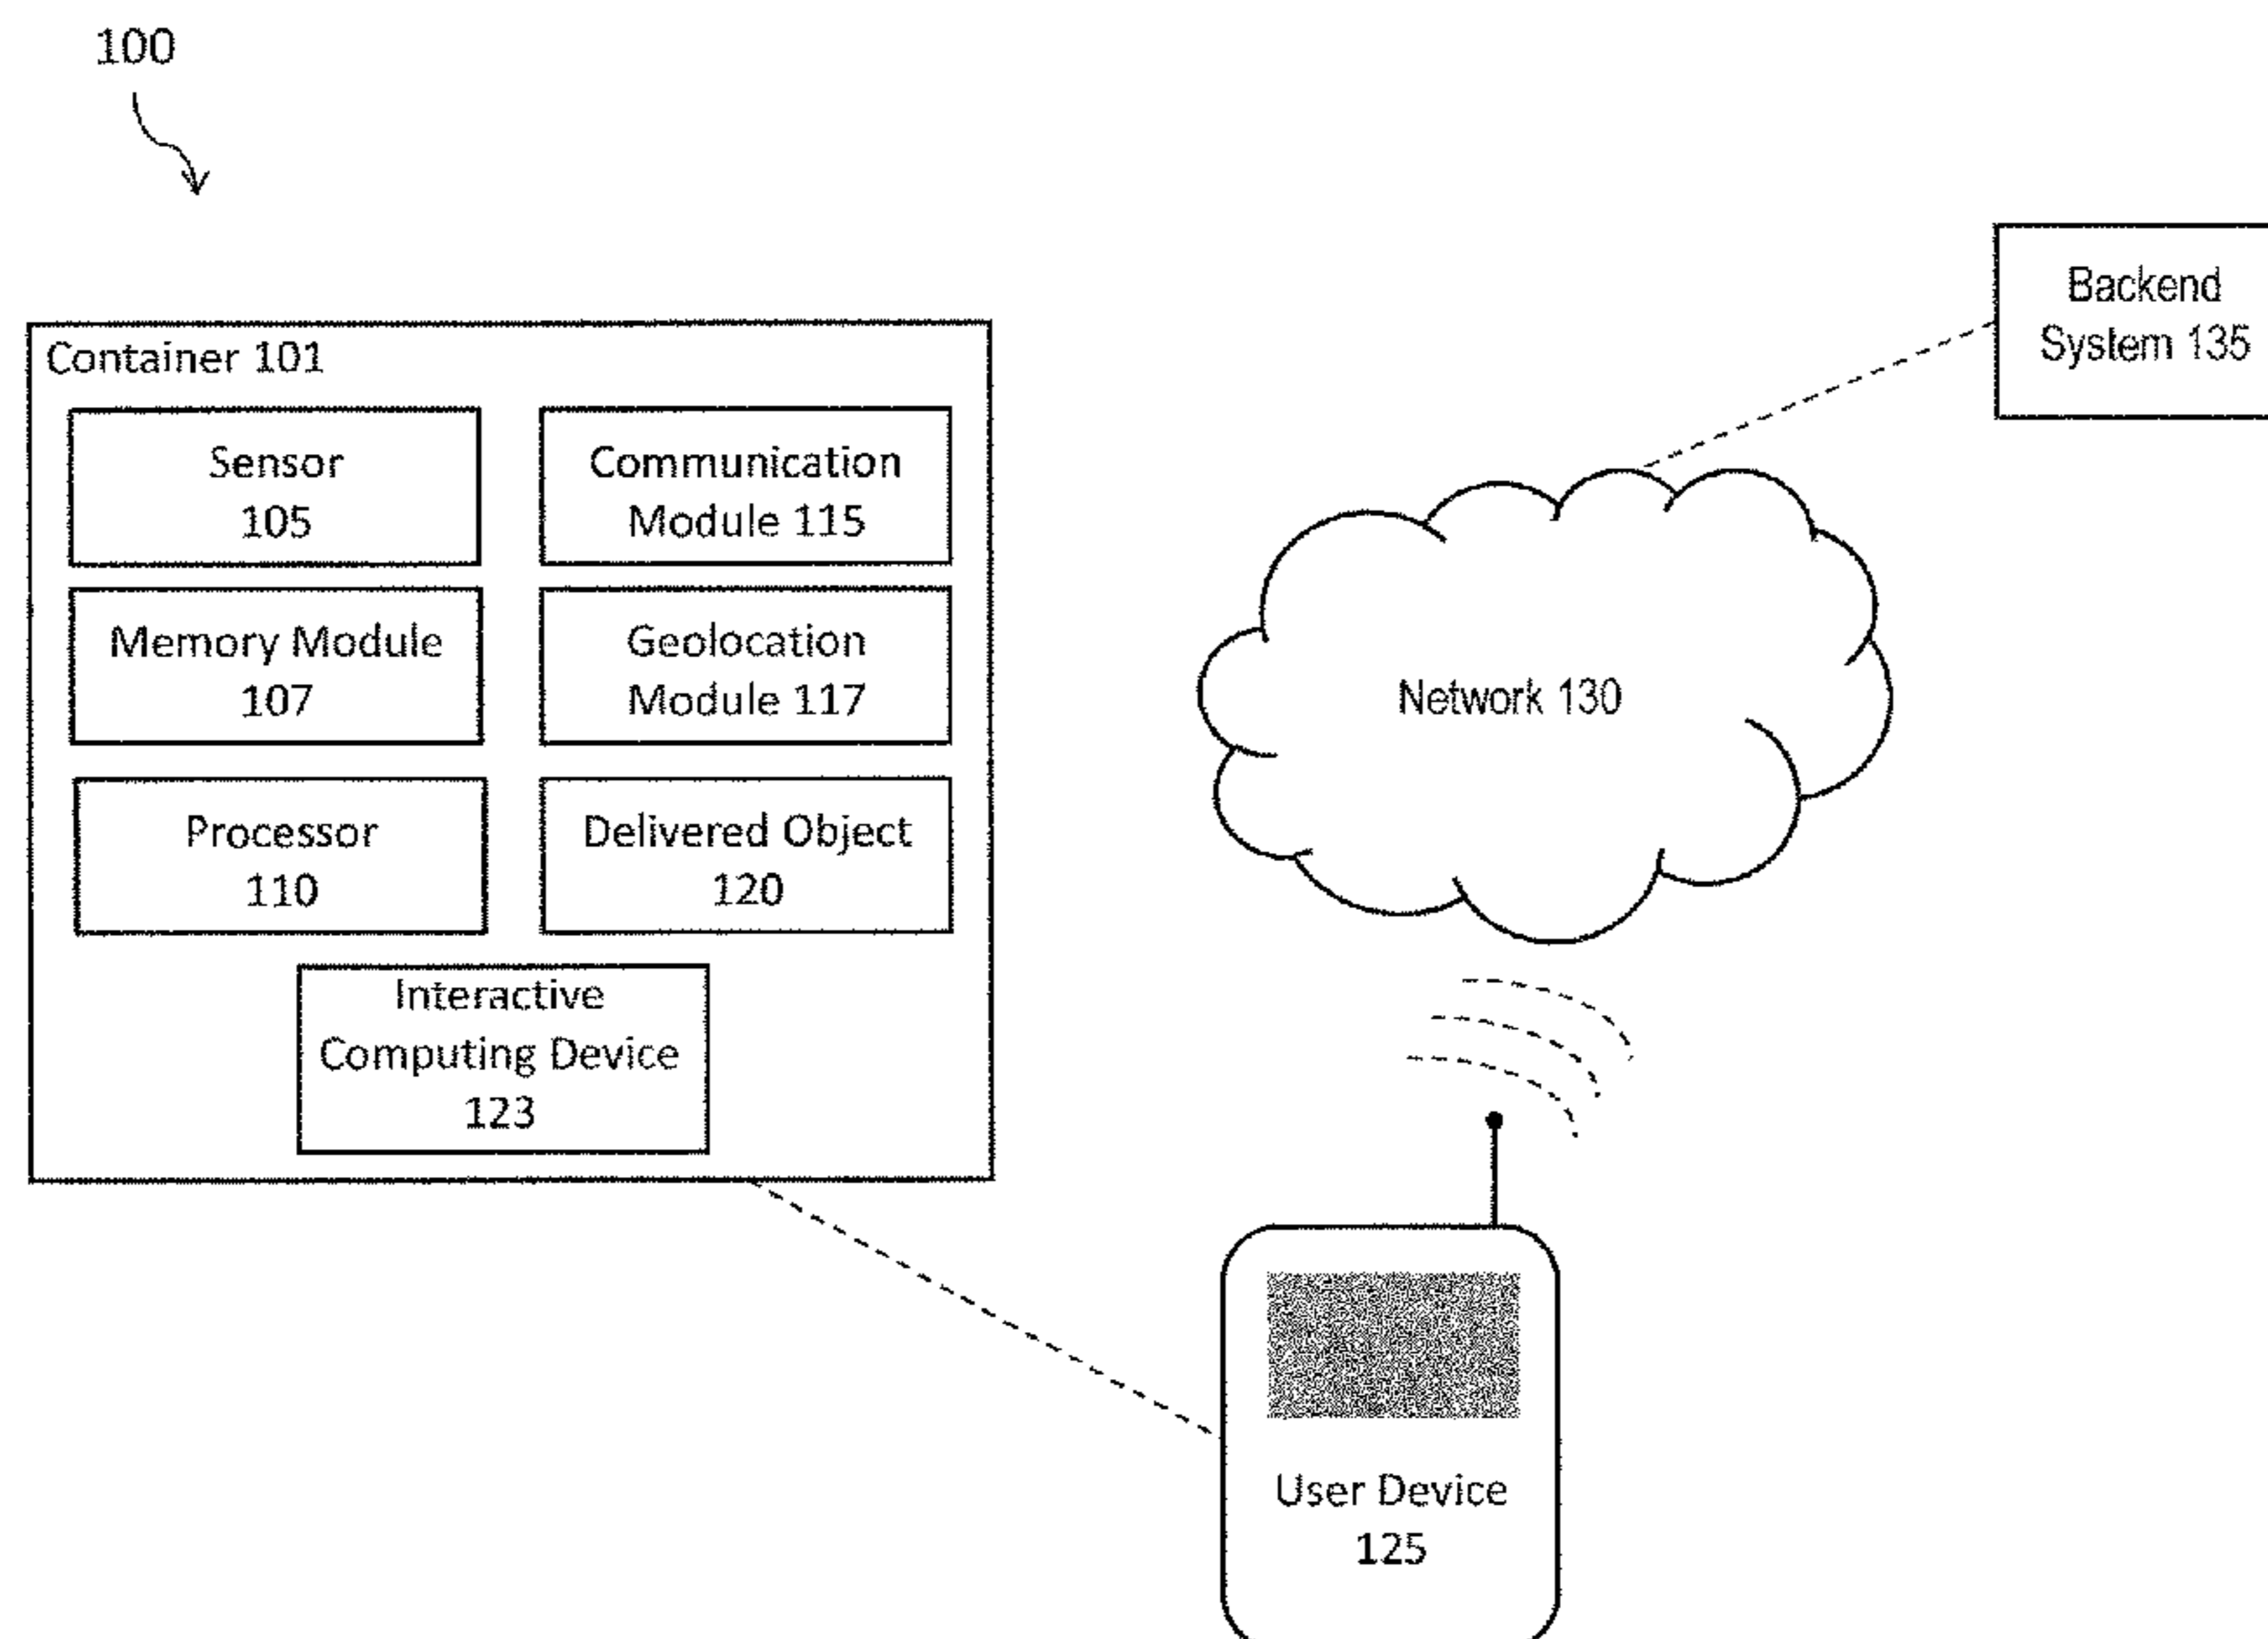 100
Container 101
Sensor
105
Communication
Module 115
Memory Module
107
Geolocation
Module 117
Processor
110
Delivered Object
120
Interactive
Computing Device
123
Backend
System 135
Network 130
User Device
125